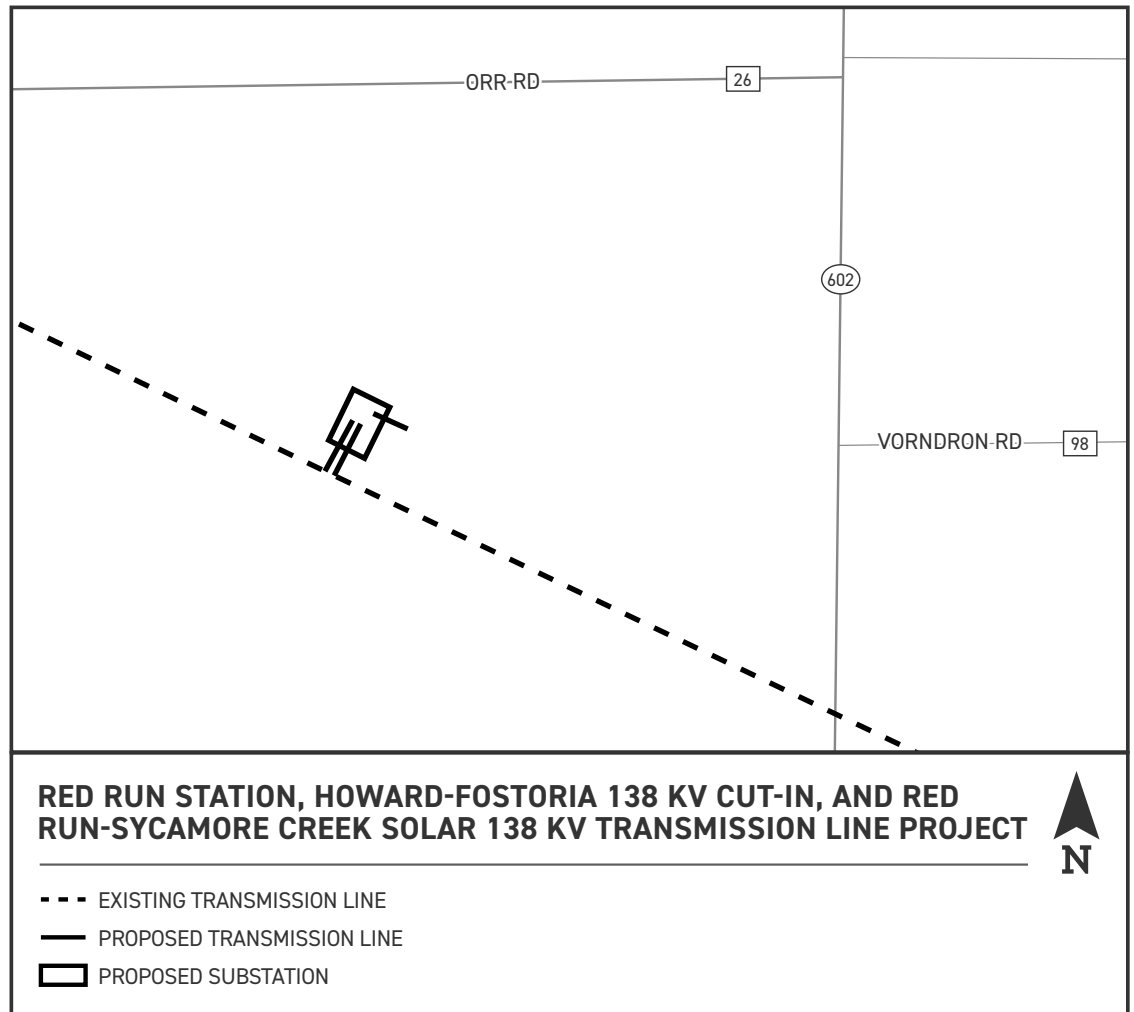 ORR RD
26
602
VORNDRON RD
98
RED RUN STATION, HOWARD-FOSTORIA 138 KV CUT-IN, AND RED
RUN-SYCAMORE CREEK SOLAR 138 KV TRANSMISSION LINE PROJECT
N
EXISTING TRANSMISSION LINE
PROPOSED TRANSMISSION LINE
PROPOSED SUBSTATION